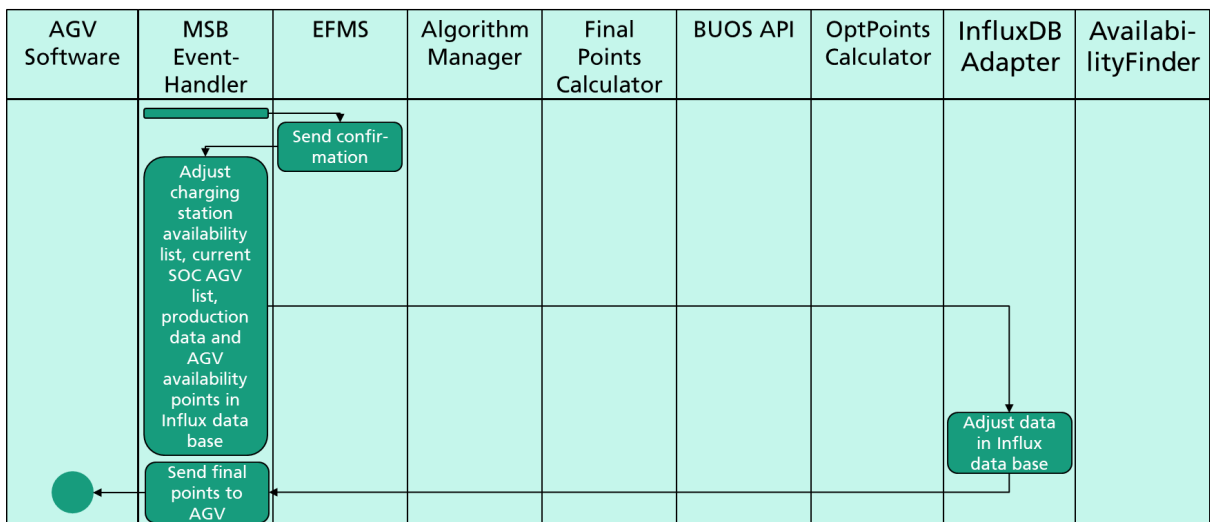 AGV
Software
MSB
Event-
Handler
EFMS
Algorithm
Manager
Final
Points
Calculator
BUOS API
OptPoints
Calculator
InfluxDB
Adapter
Availabi-
lityFinder
Send confir-
mation
Adjust
charging
station
availability
list, current
SOC AGV
list,
production
data and
AGV
availability
points in
Influx data
base
Adjust data
in Influx
data base
Send final
points to
AGV